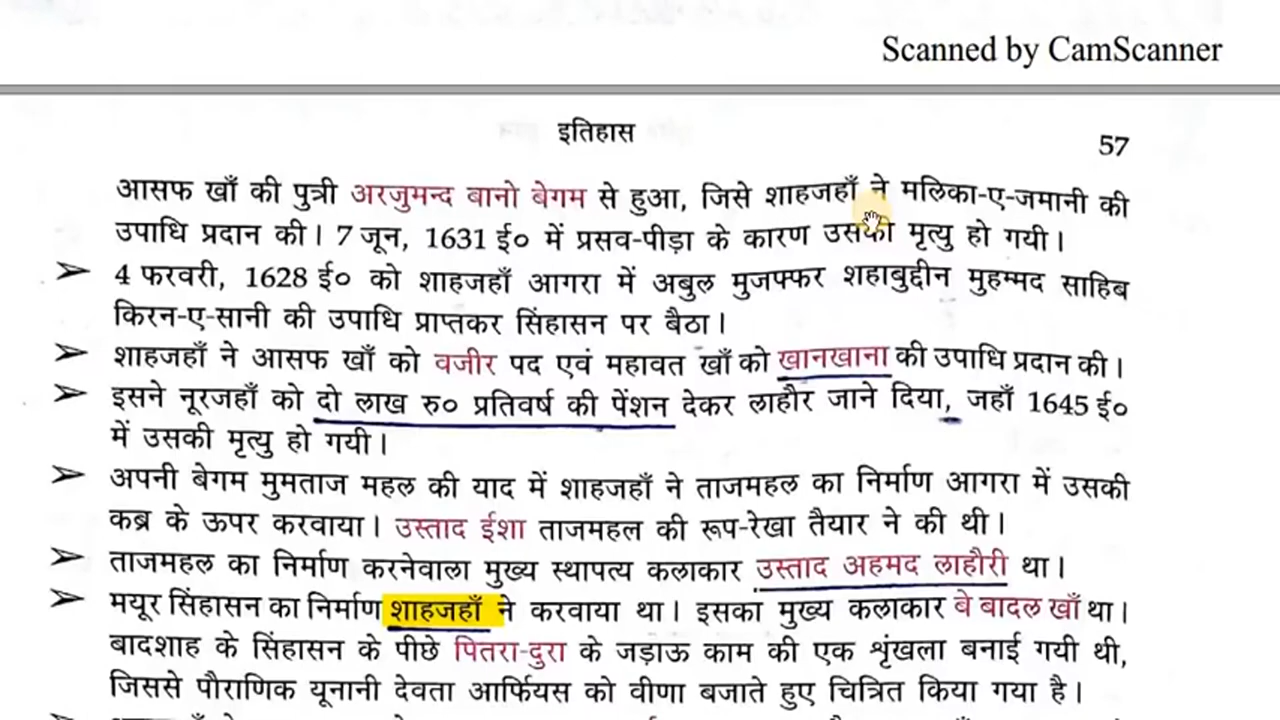 Scanned by CamScanner
इतिहास
57
आसफ खाँ की पुत्री अरजुमन्द बानो बेगम से हुआ, जिसे शाहजहाँ ने मलिका-ए-जमानी की
उपाधि प्रदान की। 7 जून, 1631 ई० में प्रसव-पीड़ा के कारण उसकी मृत्यु हो गयी।
➢ 4 फरवरी, 1628 ई० को शाहजहाँ आगरा में अबुल मुजफ्फर शहाबुद्दीन मुहम्मद साहिब
किरन-ए-सानी की उपाधि प्राप्तकर सिंहासन पर बैठा।
➢ शाहजहाँ ने आसफ खाँ को वजीर पद एवं महावत खाँ को खानखाना की उपाधि प्रदान की।
➢ इसने नूरजहाँ को दो लाख रु० प्रतिवर्ष की पेंशन देकर लाहौर जाने दिया, जहाँ 1645 ई०
में उसकी मृत्यु हो गयी।
➢ अपनी बेगम मुमताज महल की याद में शाहजहाँ ने ताजमहल का निर्माण आगरा में उसकी
कब्र के ऊपर करवाया। उस्ताद ईशा ताजमहल की रूप-रेखा तैयार ने की थी।
➢ ताजमहल का निर्माण करनेवाला मुख्य स्थापत्य कलाकार उस्ताद अहमद लाहौरी था।
➢ मयूर सिंहासन का निर्माण शाहजहाँ ने करवाया था। इसका मुख्य कलाकार बे बादल खाँ था।
बादशाह के सिंहासन के पीछे पितरा-दुरा के जड़ाऊ काम की एक शृंखला बनाई गयी थी,
जिससे पौराणिक यूनानी देवता आर्फियस को वीणा बजाते हुए चित्रित किया गया है।